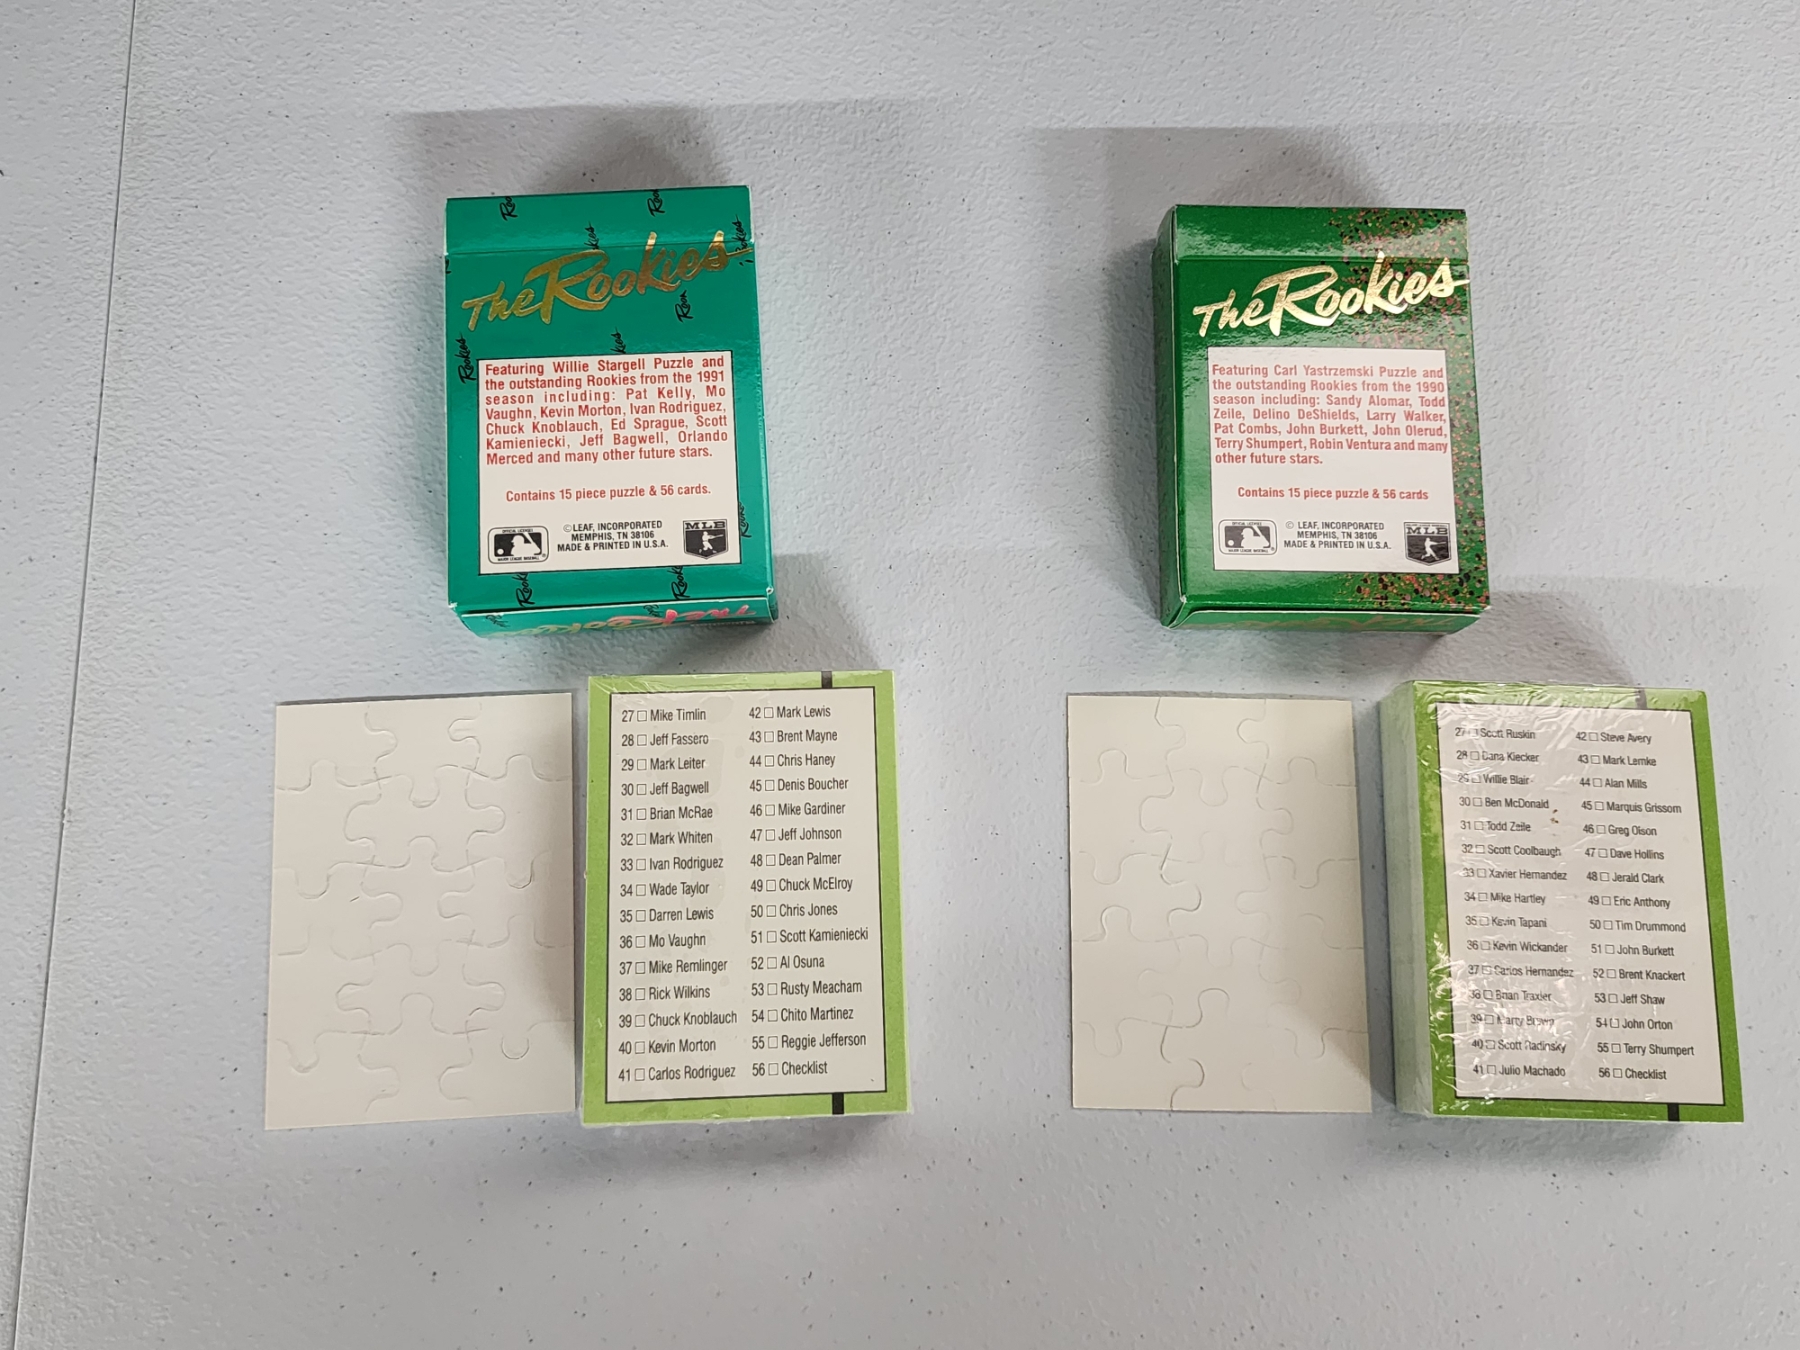 The Rookies
Featuring Willie Stargell Puzzle and
the outstanding Rookies from the 1991
season including: Pat Kelly, Mo
Vaughn, Kevin Morton, Ivan Rodriguez,
Chuck Knoblauch, Ed Sprague, Scott
Kamieniecki, Jeff Bagwell, Orlando
Merced and many other future stars.
Contains 15 piece puzzle & 56 cards.
© LEAF, INCORPORATED
MEMPHIS, TN 38106
MADE & PRINTED IN U.S.A.
MLB
The Rookies
The Rookies
Featuring Carl Yastrzemski Puzzle and
the outstanding Rookies from the 1990
season including: Sandy Alomar, Todd
Zeile, Delino DeShields, Larry Walker,
Pat Combs, John Burkett, John Olerud,
Terry Shumpert, Robin Ventura and many
other future stars.
Contains 15 piece puzzle & 56 cards
© LEAF, INCORPORATED
MEMPHIS, TN 38106
MADE & PRINTED IN U.S.A.
MLB
27 □ Mike Timlin
28 □ Jeff Fassero
29 □ Mark Leiter
30 □ Jeff Bagwell
31 □ Brian McRae
32 □ Mark Whiten
33 □ Ivan Rodriguez
34 □ Wade Taylor
35 □ Darren Lewis
36 □ Mo Vaughn
37 □ Mike Remlinger
38 □ Rick Wilkins
39 □ Chuck Knoblauch
40 □ Kevin Morton
41 □ Carlos Rodriguez
42 □ Mark Lewis
43 □ Brent Mayne
44 □ Chris Haney
45 □ Denis Boucher
46 □ Mike Gardiner
47 □ Jeff Johnson
48 □ Dean Palmer
49 □ Chuck McElroy
50 □ Chris Jones
51 □ Scott Kamieniecki
52 □ Al Osuna
53 □ Rusty Meacham
54 □ Chito Martinez
55 □ Reggie Jefferson
56 □ Checklist
27 □ Scott Ruskin
28 □ Dana Kiecker
29 □ Willie Blair
30 □ Ben McDonald
31 □ Todd Zeile
32 □ Scott Coolbaugh
33 □ Xavier Hernandez
34 □ Mike Hartley
35 □ Kevin Tapani
36 □ Kevin Wickander
37 □ Carlos Hernandez
38 □ Brian Traxler
39 □ Marty Brown
40 □ Scott Radinsky
41 □ Julio Machado
42 □ Steve Avery
43 □ Mark Lemke
44 □ Alan Mills
45 □ Marquis Grissom
46 □ Greg Olson
47 □ Dave Hollins
48 □ Jerald Clark
49 □ Eric Anthony
50 □ Tim Drummond
51 □ John Burkett
52 □ Brent Knackert
53 □ Jeff Shaw
54 □ John Orton
55 □ Terry Shumpert
56 □ Checklist